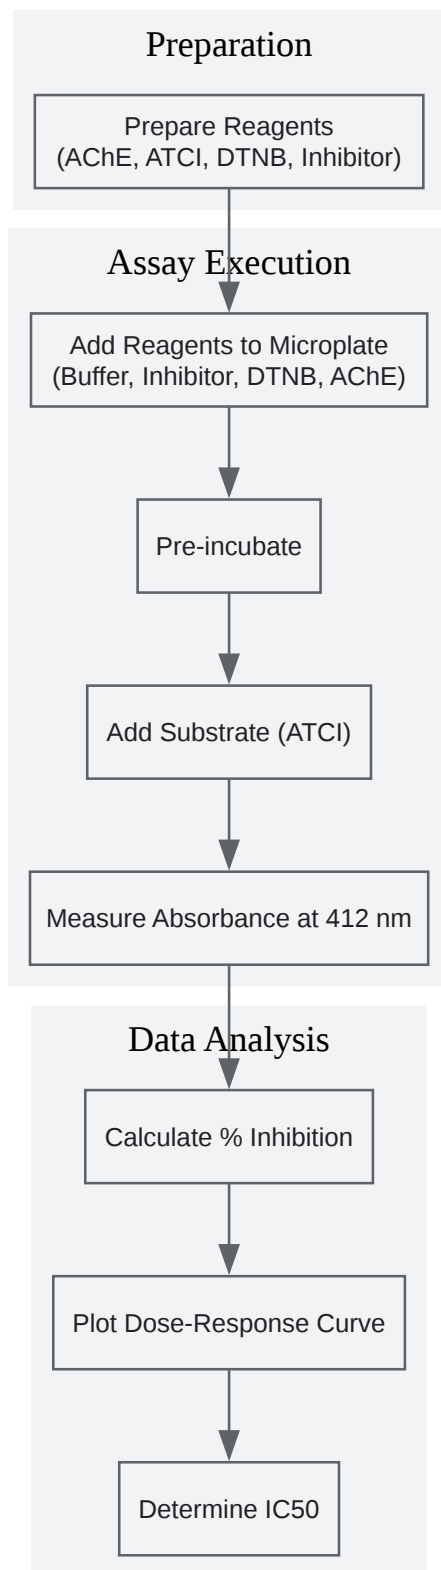 Preparation
Prepare Reagents
(AChE, ATCI, DTNB, Inhibitor)
Assay Execution
Add Reagents to Microplate
(Buffer, Inhibitor, DTNB, AChE)
Pre-incubate
Add Substrate (ATCI)
Measure Absorbance at 412 nm
Data Analysis
Calculate % Inhibition
Plot Dose-Response Curve
Determine IC50